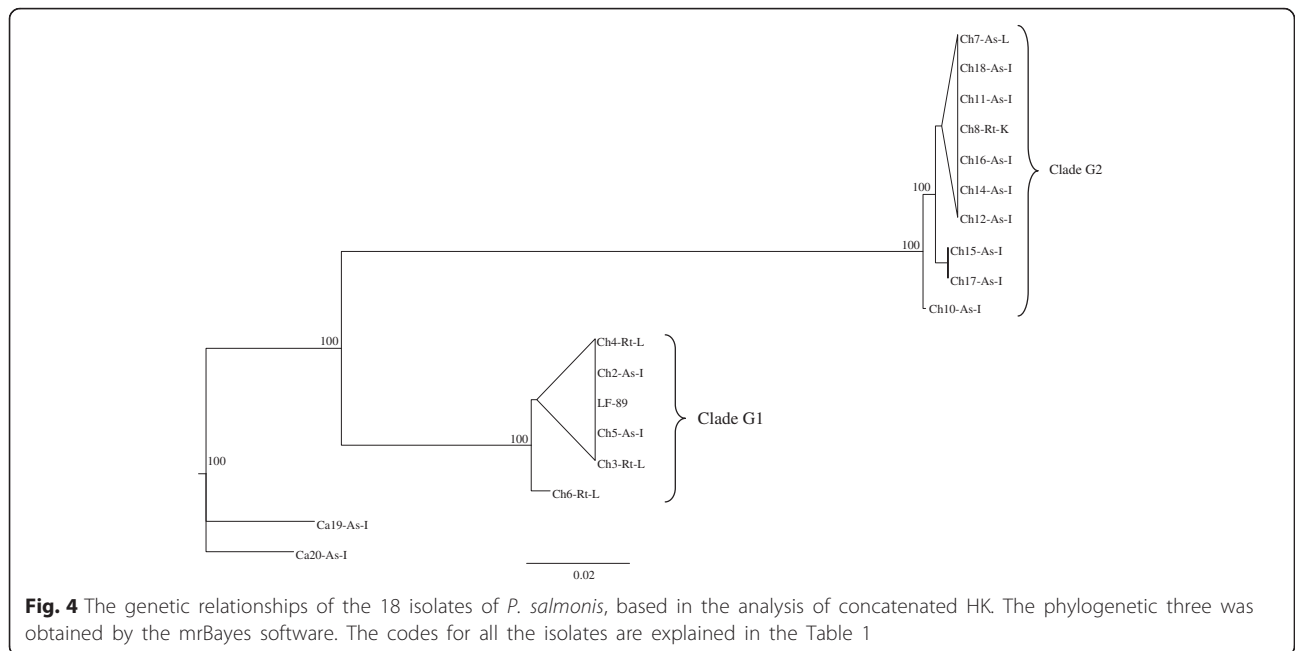 Ch7-As-L
Ch18-As-I
Ch11-As-I
Ch8-Rt-K
Ch16-As-I
Clade G2
Ch14-As-I
100
Ch12-As-I
100
Ch15-As-I
Ch17-As-I
Ch10-As-I
100
Ch4-Rt-L
Ch2-As-I
LF-89
Clade G1
Ch5-As-I
100
Ch3-Rt-L
100
Ch6-Rt-L
Ca19-As-I
Ca20-As-I
0.02
Fig. 4 The genetic relationships of the 18 isolates of P. salmonis, based in the analysis of concatenated HK. The phylogenetic three was
obtained by the mrBayes software. The codes for all the isolates are explained in the Table 1